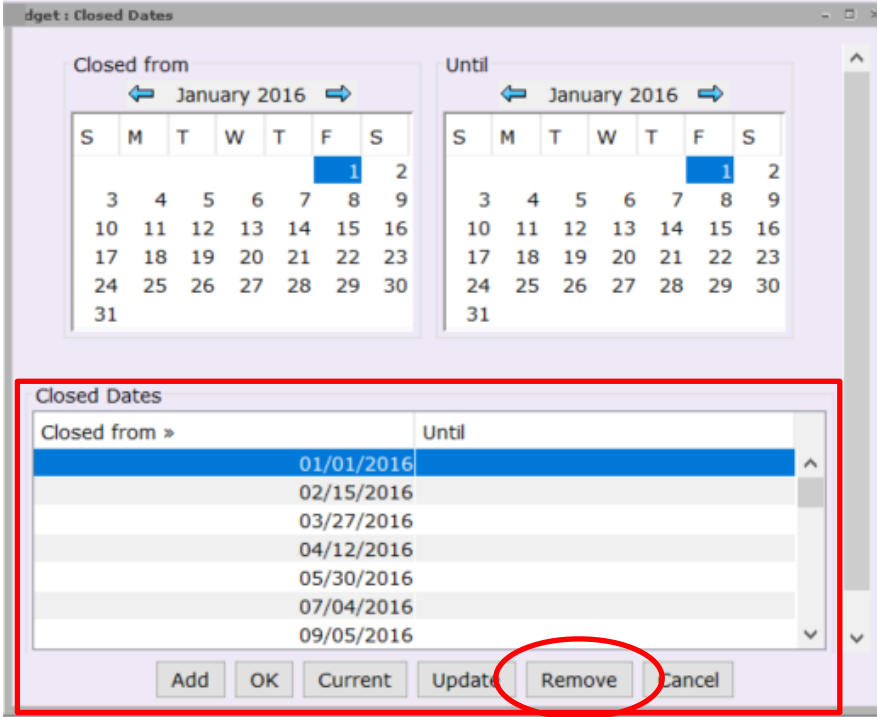 dget : Closed Dates
Closed from Until
January 2016 January 2016
S M T W T F S S M T W T F S
1 2 1 2
3 4 5 6 7 8 9 3 4 5 6 7 8 9
10 11 12 13 14 15 16 10 11 12 13 14 15 16
17 18 19 20 21 22 23 17 18 19 20 21 22 23
24 25 26 27 28 29 30 24 25 26 27 28 29 30
31 31
Closed Dates
Closed from » Until
01/01/2016
02/15/2016
03/27/2016
04/12/2016
05/30/2016
07/04/2016
09/05/2016
Add OK Current Update Remove Cancel